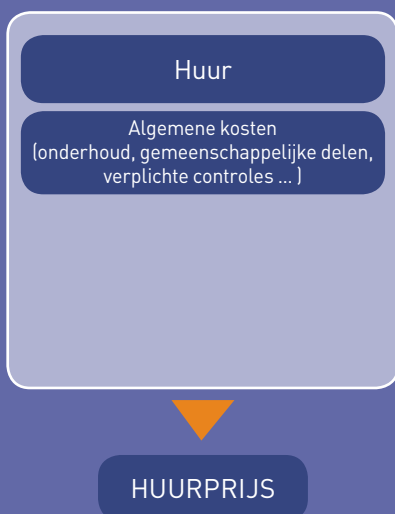 Huur
Algemene kosten
(onderhoud, gemeenschappelijke delen,
verplichte controles ... )
HUURPRIJS